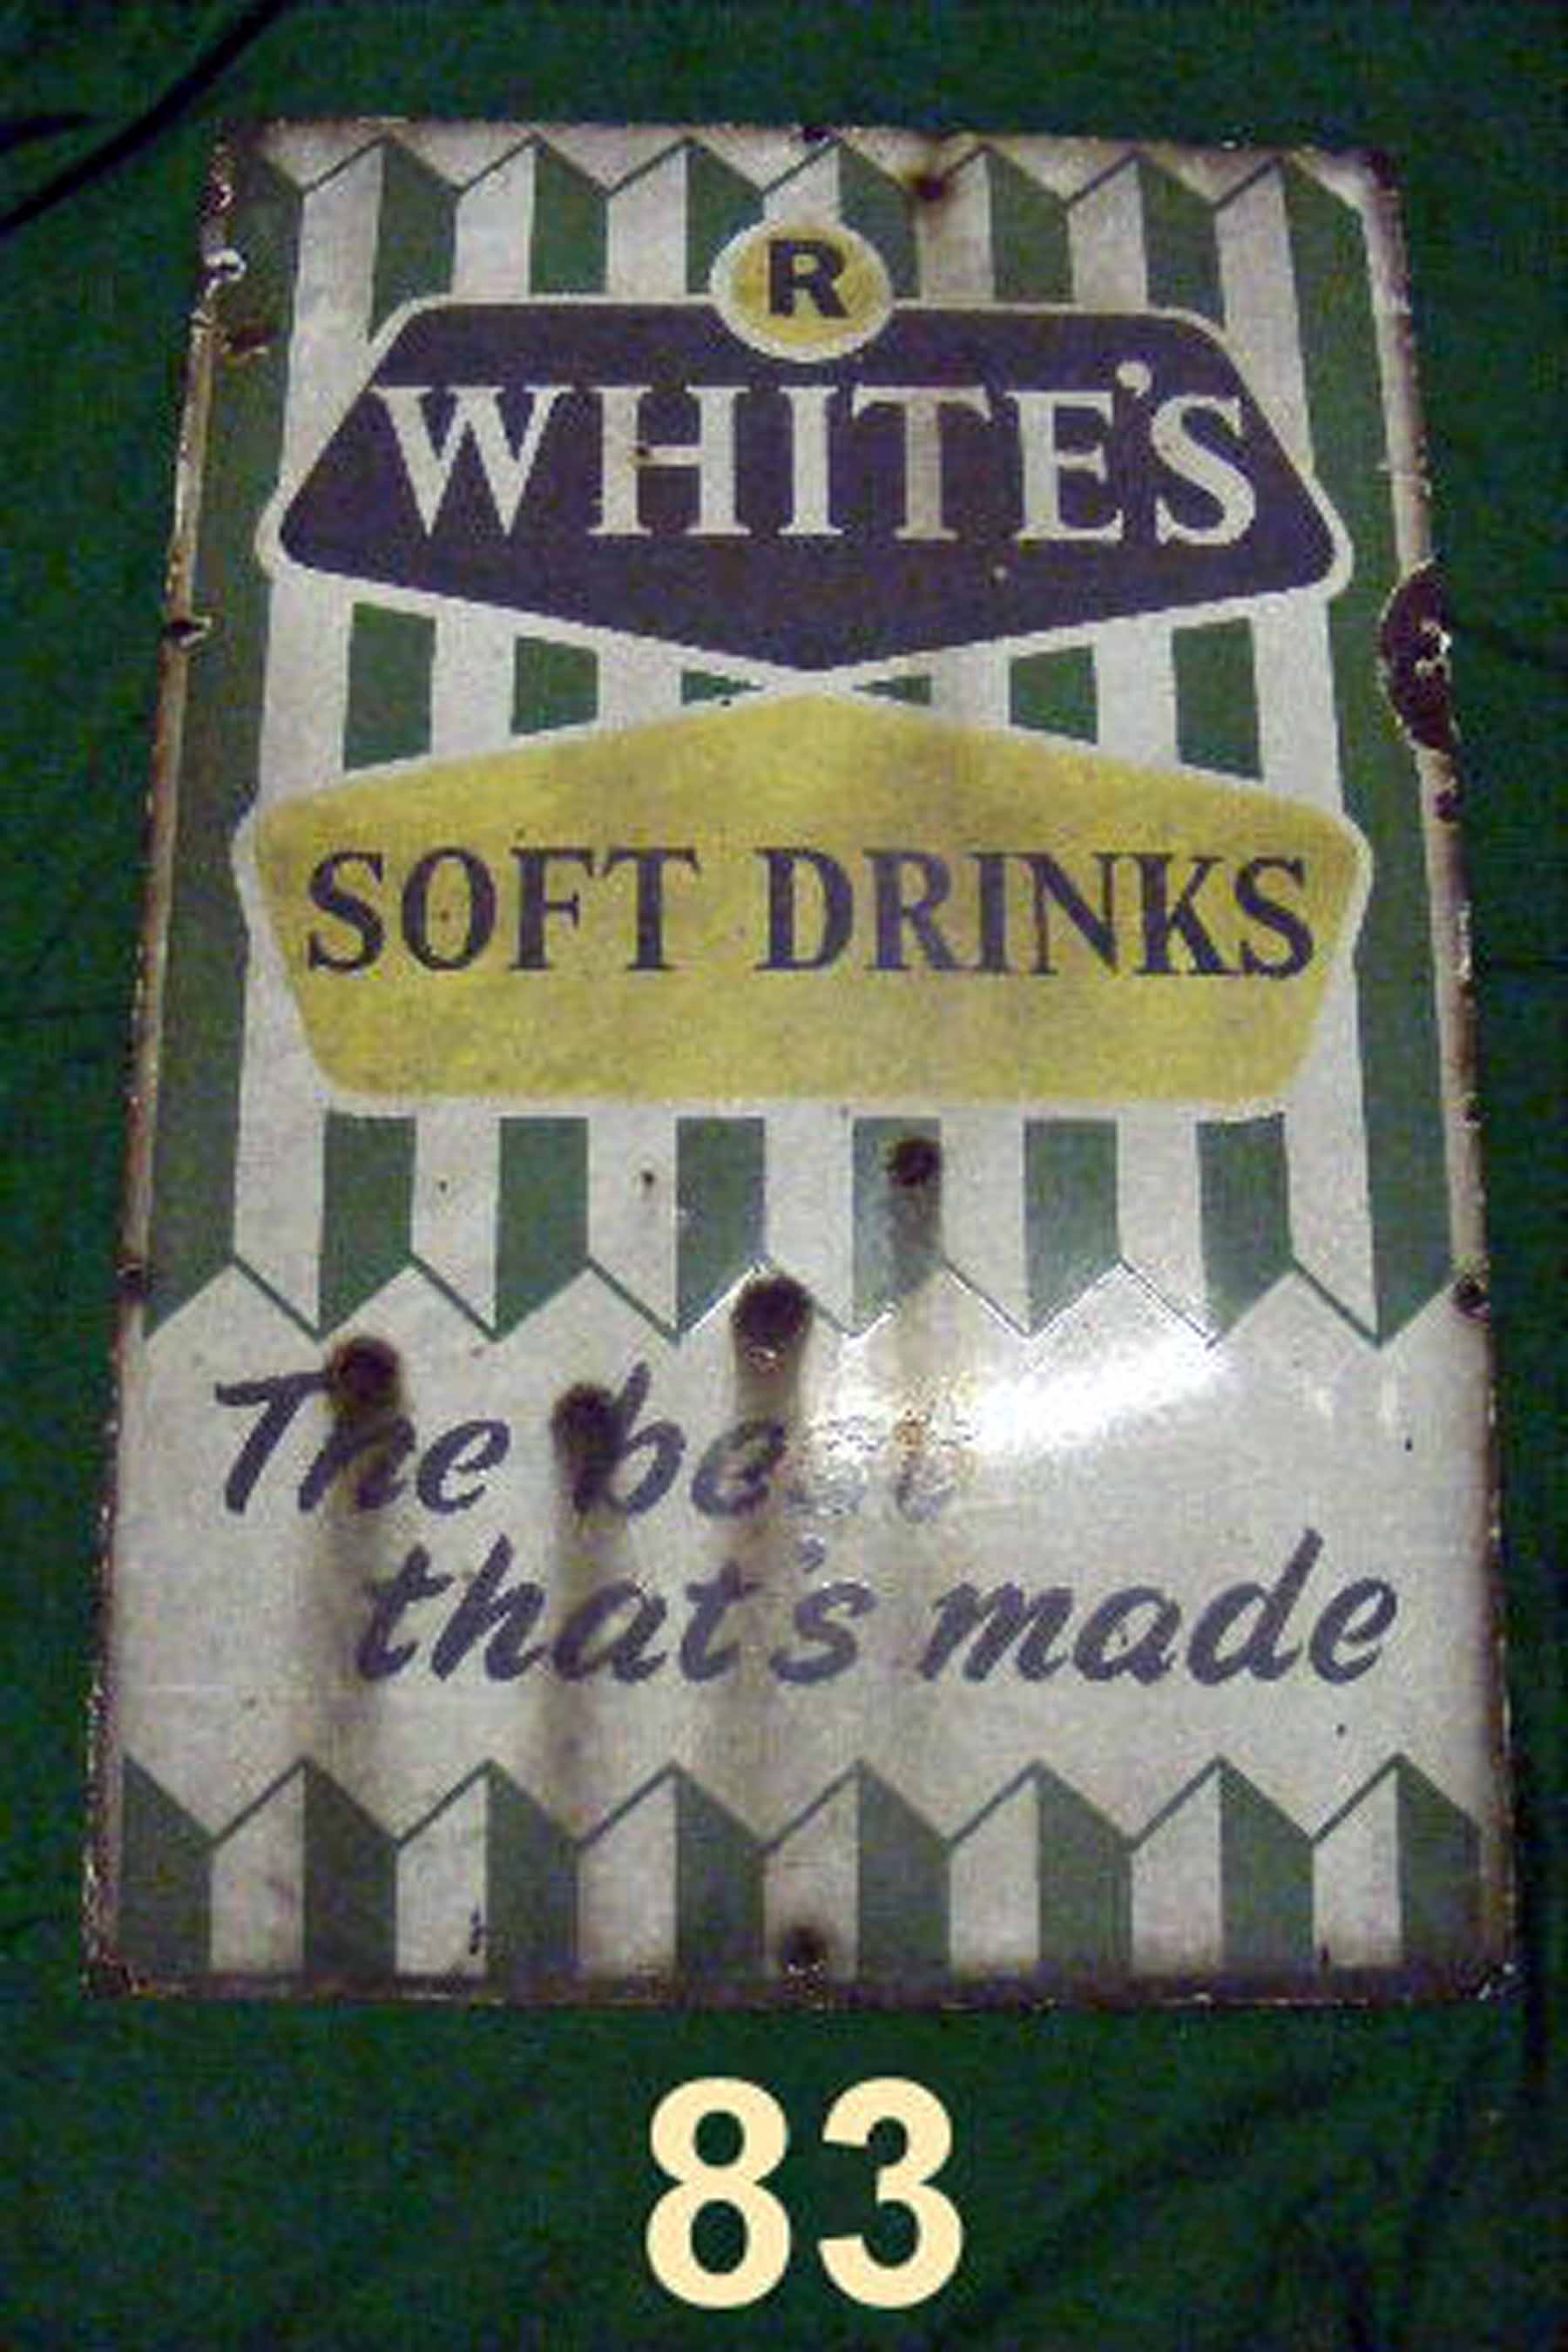 R
WHITE'S
SOFT DRINKS
The
that's made
83